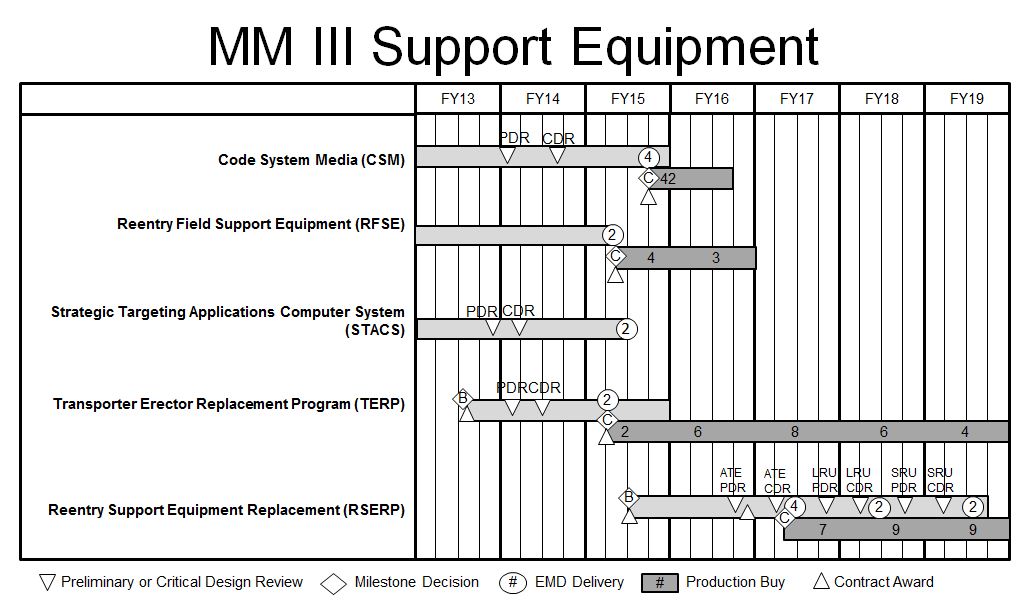 MM III Support Equipment
FY13 FY14 FY15 FY16 FY17 FY18 FY19
PDR CDR
Code System Media (CSM)
4
C 42
Reentry Field Support Equipment (RFSE)
2
C 4 3
Strategic Targeting Applications Computer System
(STACS)
PDR CDR
2
B PDR CDR
Transporter Erector Replacement Program (TERP)
2
C
2 6 8 6 4
ATE ATE LRU LRU SRU SRU
PDR CDR PDR CDR PDR CDR
B
Reentry Support Equipment Replacement (RSERP)
4 2 2
C
7 9 9
Preliminary or Critical Design Review Milestone Decision # EMD Delivery # Production Buy Contract Award